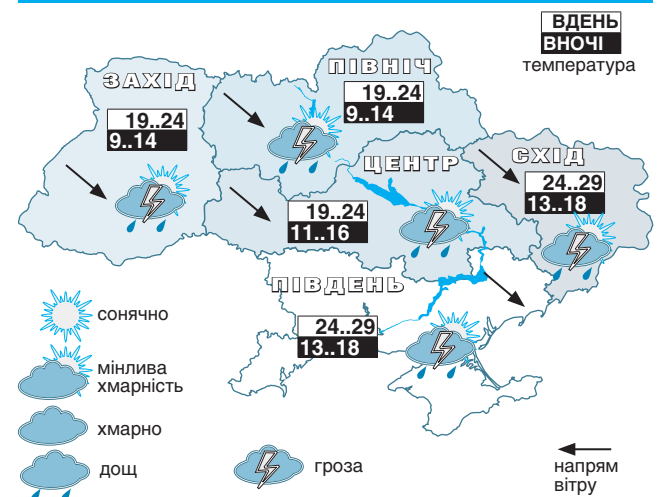 ВДЕНЬ
ВНОЧІ
температура
ПІВНІЧ
19..24
9..14
ЗАХІД
19..24
9..14
ЦЕНТР
19..24
11..16
СХІД
24..29
13..18
ПІВДЕНЬ
24..29
13..18
сонячно
мінлива
хмарність
хмарно
дощ
гроза
напрям
вітру